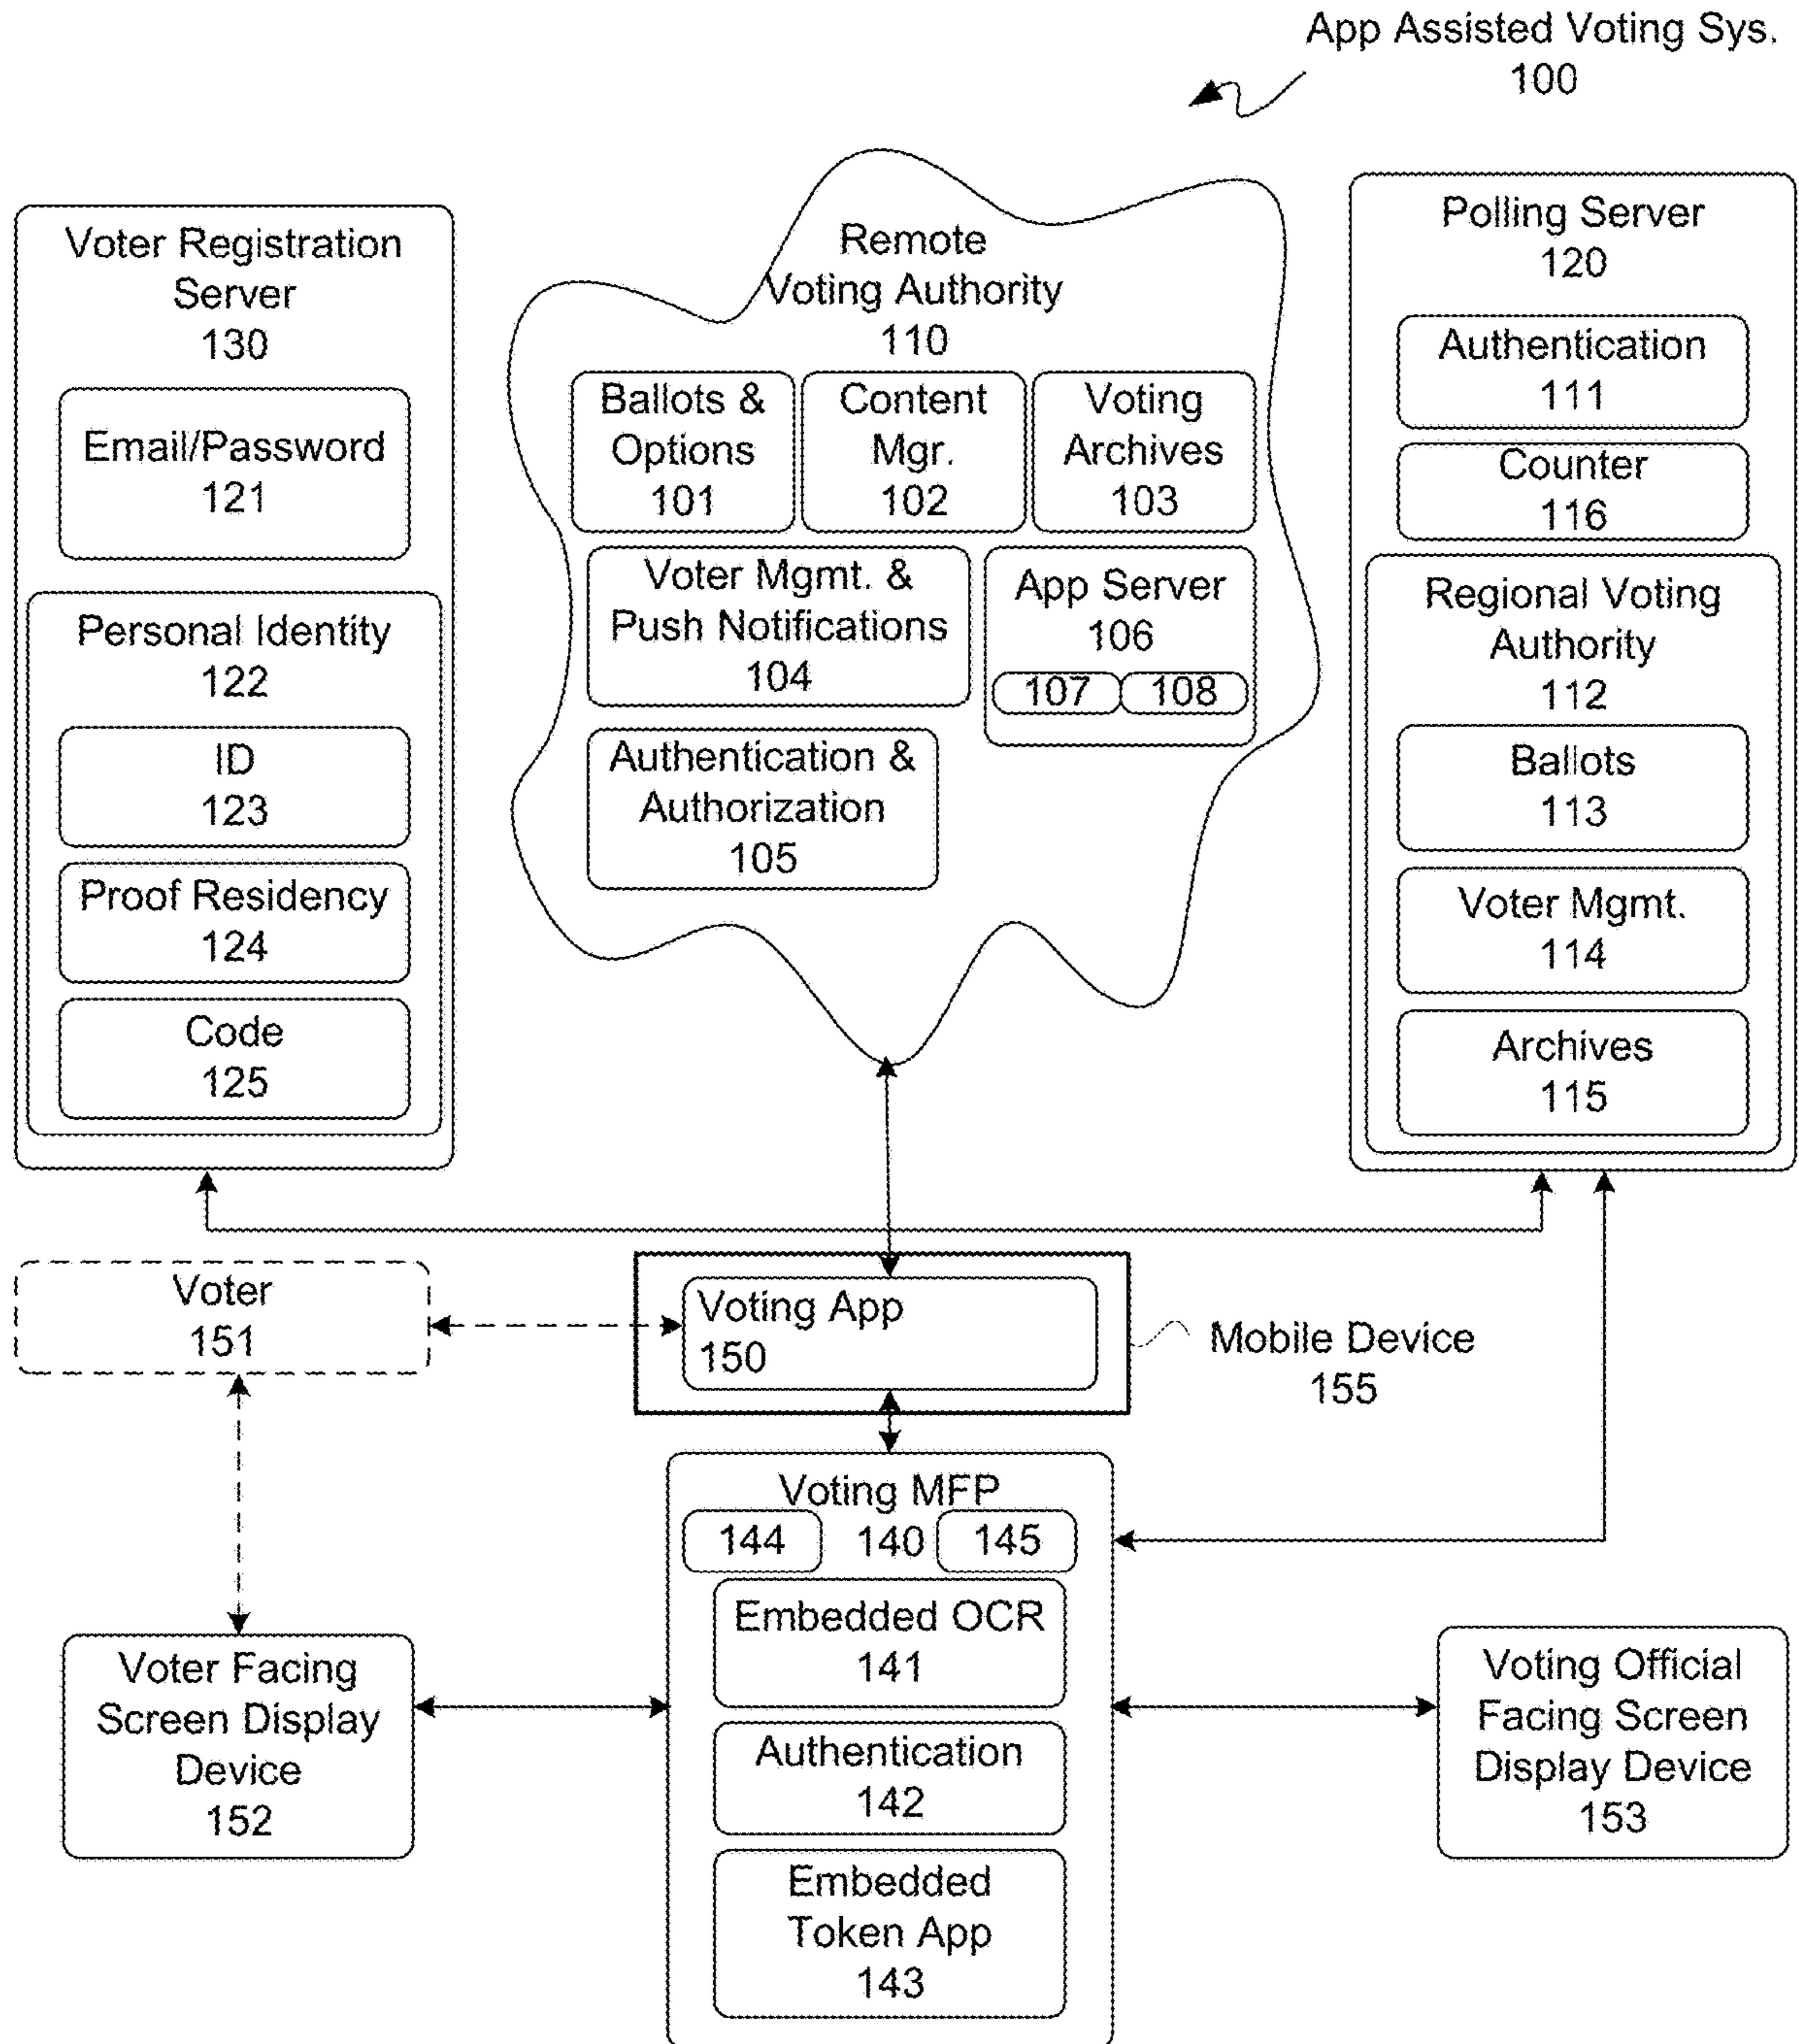 App Assisted Voting Sys.
100
Voter Registration
Server
130
Email/Password
121
Personal Identity
122
ID
123
Proof Residency
124
Code
125
Remote
Voting Authority
110
Ballots &
Options
101
Content
Mgr.
102
Voting
Archives
103
Voter Mgmt. &
Push Notifications
104
App Server
106
107
108
Authentication &
Authorization
105
Polling Server
120
Authentication
111
Counter
116
Regional Voting
Authority
112
Ballots
113
Voter Mgmt.
114
Archives
115
Voter
151
Voting App
150
Mobile Device
155
Voting MFP
144
140
145
Embedded OCR
141
Authentication
142
Embedded
Token App
143
Voter Facing
Screen Display
Device
152
Voting Official
Facing Screen
Display Device
153